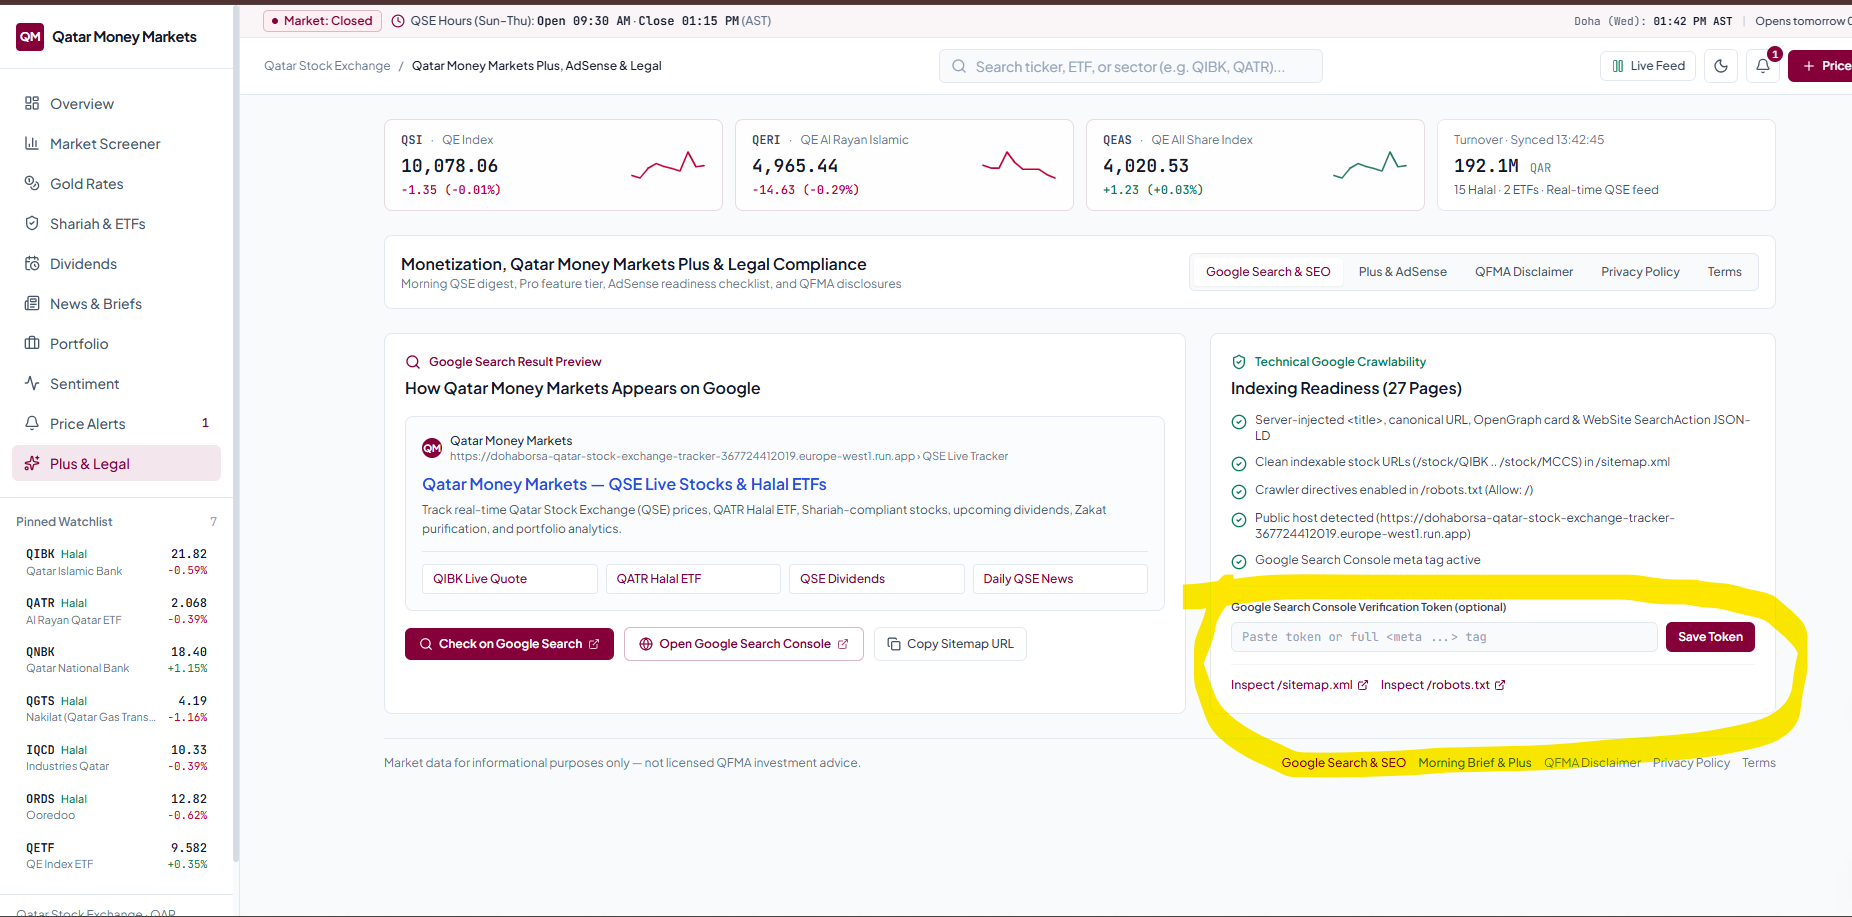 QM Qatar Money Markets
Market: Closed QSE Hours (Sun–Thu): Open 09:30 AM · Close 01:15 PM (AST)
Doha (Wed): 01:42 PM AST | Opens tomorrow
Qatar Stock Exchange / Qatar Money Markets Plus, AdSense & Legal
Search ticker, ETF, or sector (e.g. QIBK, QATR)...
Live Feed
1
+ Price
Overview
Market Screener
Gold Rates
Shariah & ETFs
Dividends
News & Briefs
Portfolio
Sentiment
Price Alerts 1
Plus & Legal
Pinned Watchlist 7
QIBK Halal 21.82
Qatar Islamic Bank -0.59%
QATR Halal 2.068
Al Rayan Qatar ETF -0.39%
QNBK 18.40
Qatar National Bank +1.15%
QGTS Halal 4.19
Nakilat (Qatar Gas Trans... -1.16%
IQCD Halal 10.33
Industries Qatar -0.39%
ORDS Halal 12.82
Ooredoo -0.62%
QETF 9.582
QE Index ETF +0.35%
Qatar Stock Exchange · QAR
QSI · QE Index
10,078.06
-1.35 (-0.01%)
QERI · QE Al Rayan Islamic
4,965.44
-14.63 (-0.29%)
QEAS · QE All Share Index
4,020.53
+1.23 (+0.03%)
Turnover · Synced 13:42:45
192.1M QAR
15 Halal · 2 ETFs · Real-time QSE feed
Monetization, Qatar Money Markets Plus & Legal Compliance
Morning QSE digest, Pro feature tier, AdSense readiness checklist, and QFMA disclosures
Google Search & SEO Plus & AdSense QFMA Disclaimer Privacy Policy Terms
Google Search Result Preview
How Qatar Money Markets Appears on Google
QM Qatar Money Markets
https://dohaborsa-qatar-stock-exchange-tracker-367724412019.europe-west1.run.app › QSE Live Tracker
Qatar Money Markets — QSE Live Stocks & Halal ETFs
Track real-time Qatar Stock Exchange (QSE) prices, QATR Halal ETF, Shariah-compliant stocks, upcoming dividends, Zakat
purification, and portfolio analytics.
QIBK Live Quote QATR Halal ETF QSE Dividends Daily QSE News
Check on Google Search Open Google Search Console Copy Sitemap URL
Technical Google Crawlability
Indexing Readiness (27 Pages)
Server-injected <title>, canonical URL, OpenGraph card & WebSite SearchAction JSON-
LD
Clean indexable stock URLs (/stock/QIBK .. /stock/MCCS) in /sitemap.xml
Crawler directives enabled in /robots.txt (Allow: /)
Public host detected (https://dohaborsa-qatar-stock-exchange-tracker-
367724412019.europe-west1.run.app)
Google Search Console meta tag active
Google Search Console Verification Token (optional)
Paste token or full <meta ...> tag Save Token
Inspect /sitemap.xml Inspect /robots.txt
Market data for informational purposes only — not licensed QFMA investment advice.
Google Search & SEO Morning Brief & Plus QFMA Disclaimer Privacy Policy Terms